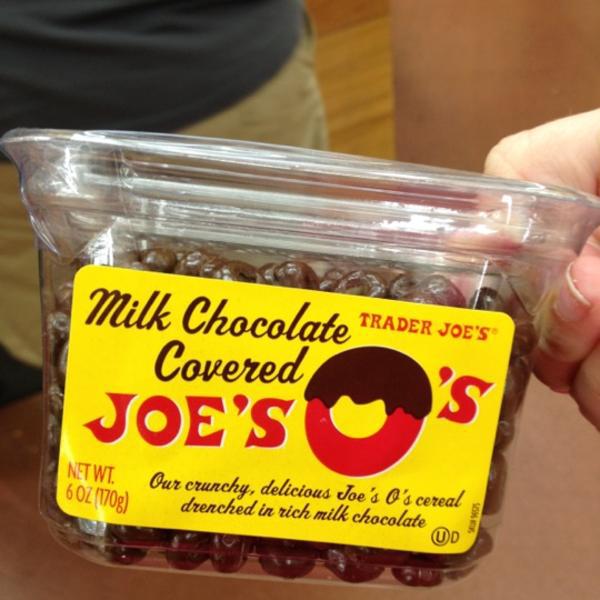 Milk Chocolate
TRADER JOE'S®
Covered
JOE'S O'S
NET WT.
6 OZ (170g)
Our crunchy, delicious Joe's O's cereal
drenched in rich milk chocolate
U D